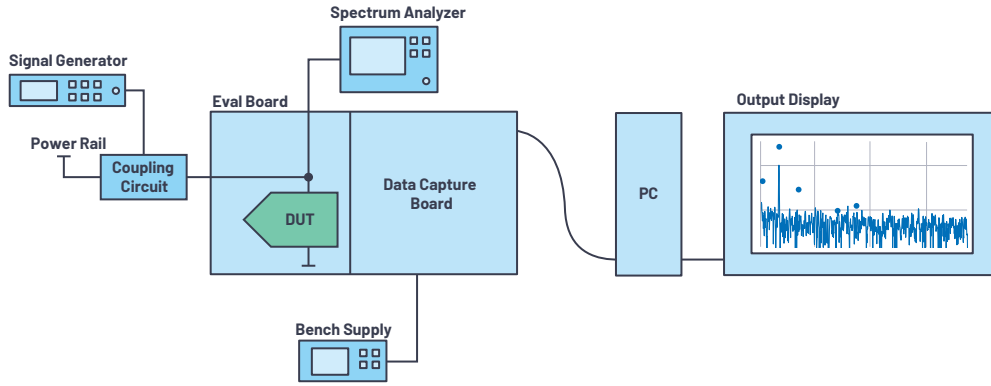 Spectrum Analyzer
Signal Generator
Eval Board
Output Display
Power Rail
Coupling
Circuit
Data Capture
Board
PC
DUT
Bench Supply